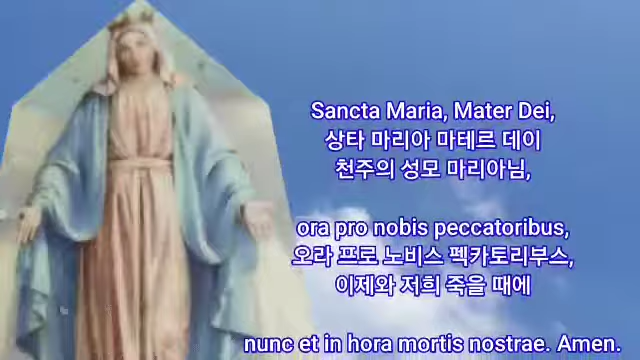 Sancta Maria, Mater Dei,
상타 마리아 마테르 데이
천주의 성모 마리아님,
ora pro nobis peccatoribus,
오라 프로 노비스 펙카토리부스,
이제와 저희 죽을 때에
nunc et in hora mortis nostrae. Amen.